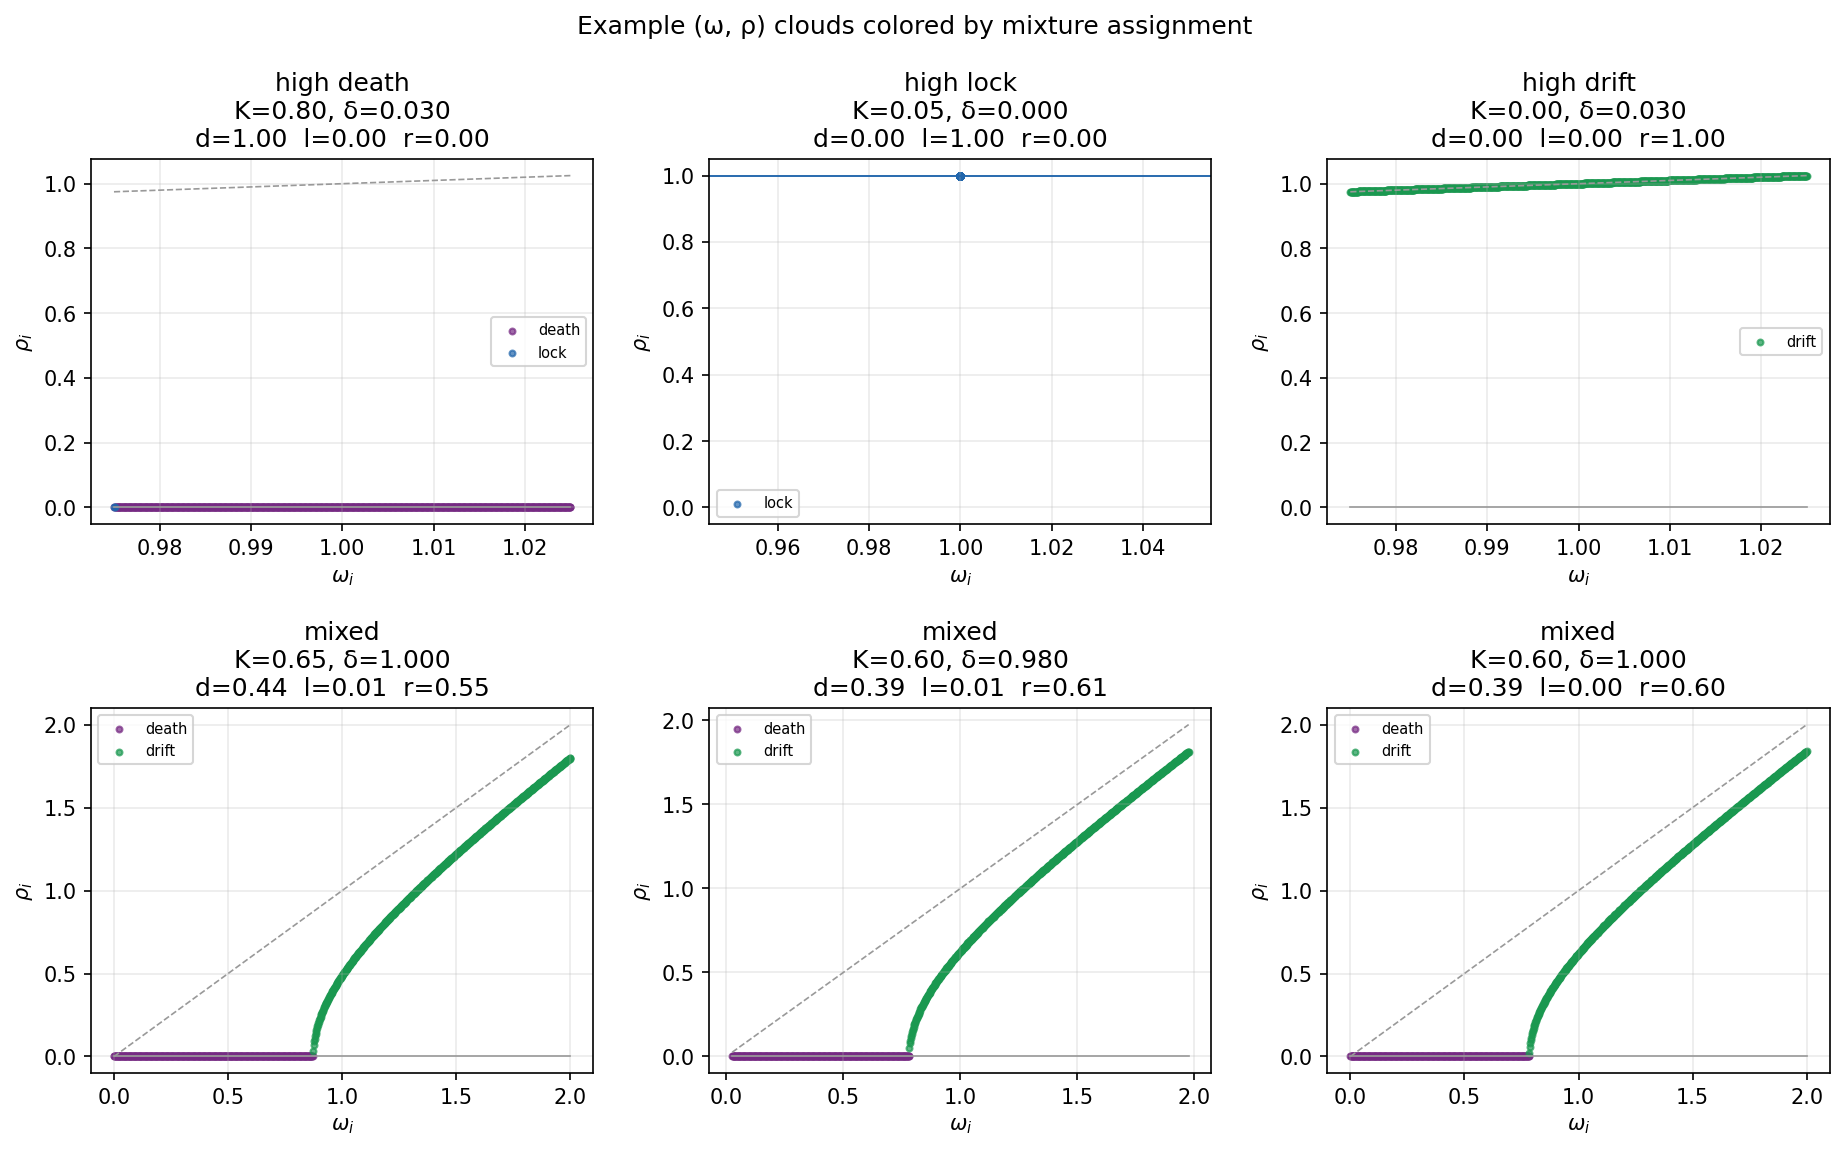 Example (ω, ρ) clouds colored by mixture assignment
high death
K=0.80, δ=0.030
d=1.00 l=0.00 r=0.00
1.0
0.8
0.6
0.4
0.2
0.0
ρᵢ
death
lock
0.98 0.99 1.00 1.01 1.02
ωᵢ
high lock
K=0.05, δ=0.000
d=0.00 l=1.00 r=0.00
1.0
0.8
0.6
0.4
0.2
0.0
ρᵢ
lock
0.96 0.98 1.00 1.02 1.04
ωᵢ
high drift
K=0.00, δ=0.030
d=0.00 l=0.00 r=1.00
1.0
0.8
0.6
0.4
0.2
0.0
ρᵢ
drift
0.98 0.99 1.00 1.01 1.02
ωᵢ
mixed
K=0.65, δ=1.000
d=0.44 l=0.01 r=0.55
2.0
1.5
1.0
0.5
0.0
ρᵢ
death
drift
0.0 0.5 1.0 1.5 2.0
ωᵢ
mixed
K=0.60, δ=0.980
d=0.39 l=0.01 r=0.61
2.0
1.5
1.0
0.5
0.0
ρᵢ
death
drift
0.0 0.5 1.0 1.5 2.0
ωᵢ
mixed
K=0.60, δ=1.000
d=0.39 l=0.00 r=0.60
2.0
1.5
1.0
0.5
0.0
ρᵢ
death
drift
0.0 0.5 1.0 1.5 2.0
ωᵢ